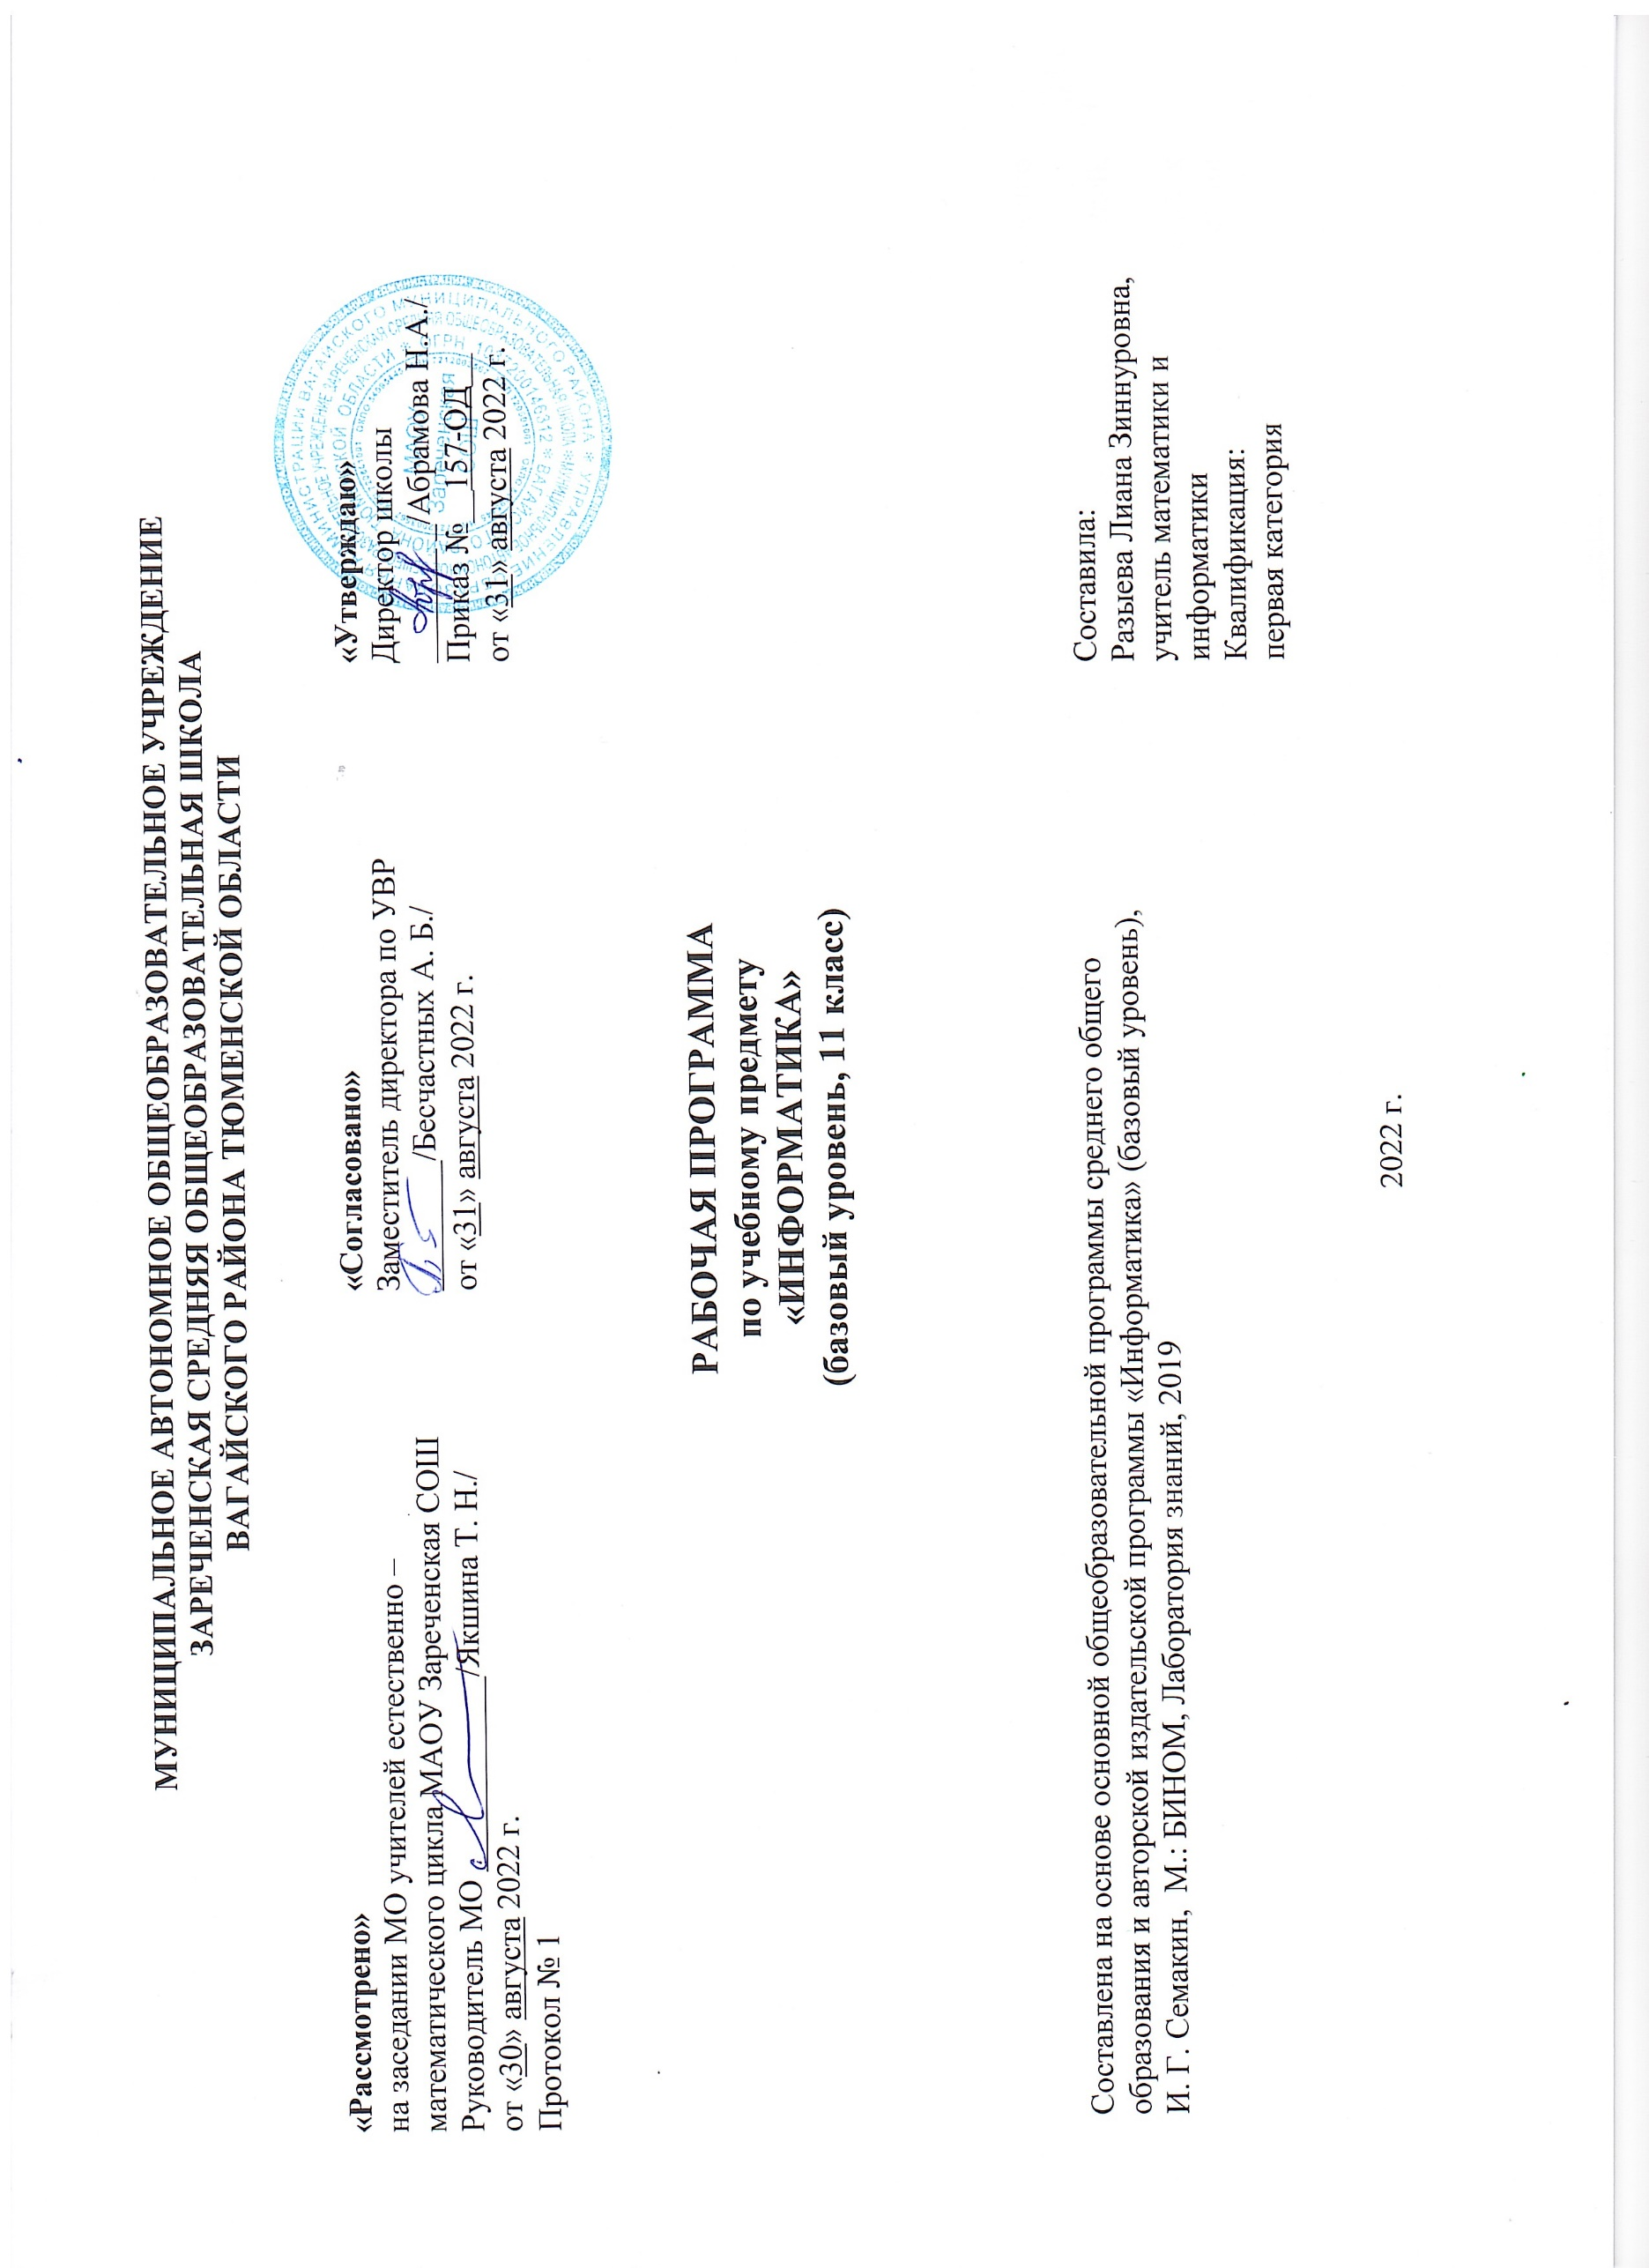 МУНИЦИПАЛЬНОЕ АВТОНОМНОЕ ОБЩЕОБРАЗОВАТЕЛЬНОЕ УЧРЕЖДЕНИЕ
ЗАРЕЧЕНСКАЯ СРЕДНЯЯ ОБЩЕОБРАЗОВАТЕЛЬНАЯ ШКОЛА
ВАГАЙСКОГО РАЙОНА ТЮМЕНСКОЙ ОБЛАСТИ
«Рассмотрено»
на заседании МО учителей естественно –
математического цикла МАОУ Зареченская СОШ
Руководитель МО /Якшина Т. Н./
от «30» августа 2022 г.
Протокол № 1
«Согласовано»
Заместитель директора по УВР
/Бесчастных А. Б./
от «31» августа 2022 г.
«Утверждаю»
Директор школы
/Абрамова Н.А./
Приказ № 157-ОД
от «31» августа 2022 г.
РАБОЧАЯ ПРОГРАММА
по учебному предмету
«ИНФОРМАТИКА»
(базовый уровень, 11 класс)
Составлена на основе основной общеобразовательной программы среднего общего
образования и авторской издательской программы «Информатика» (базовый уровень),
И. Г. Семакин, М.: БИНОМ, Лаборатория знаний, 2019
Составила:
Разыева Лиана Зиннуровна,
учитель математики и
информатики
Квалификация:
первая категория
2022 г.